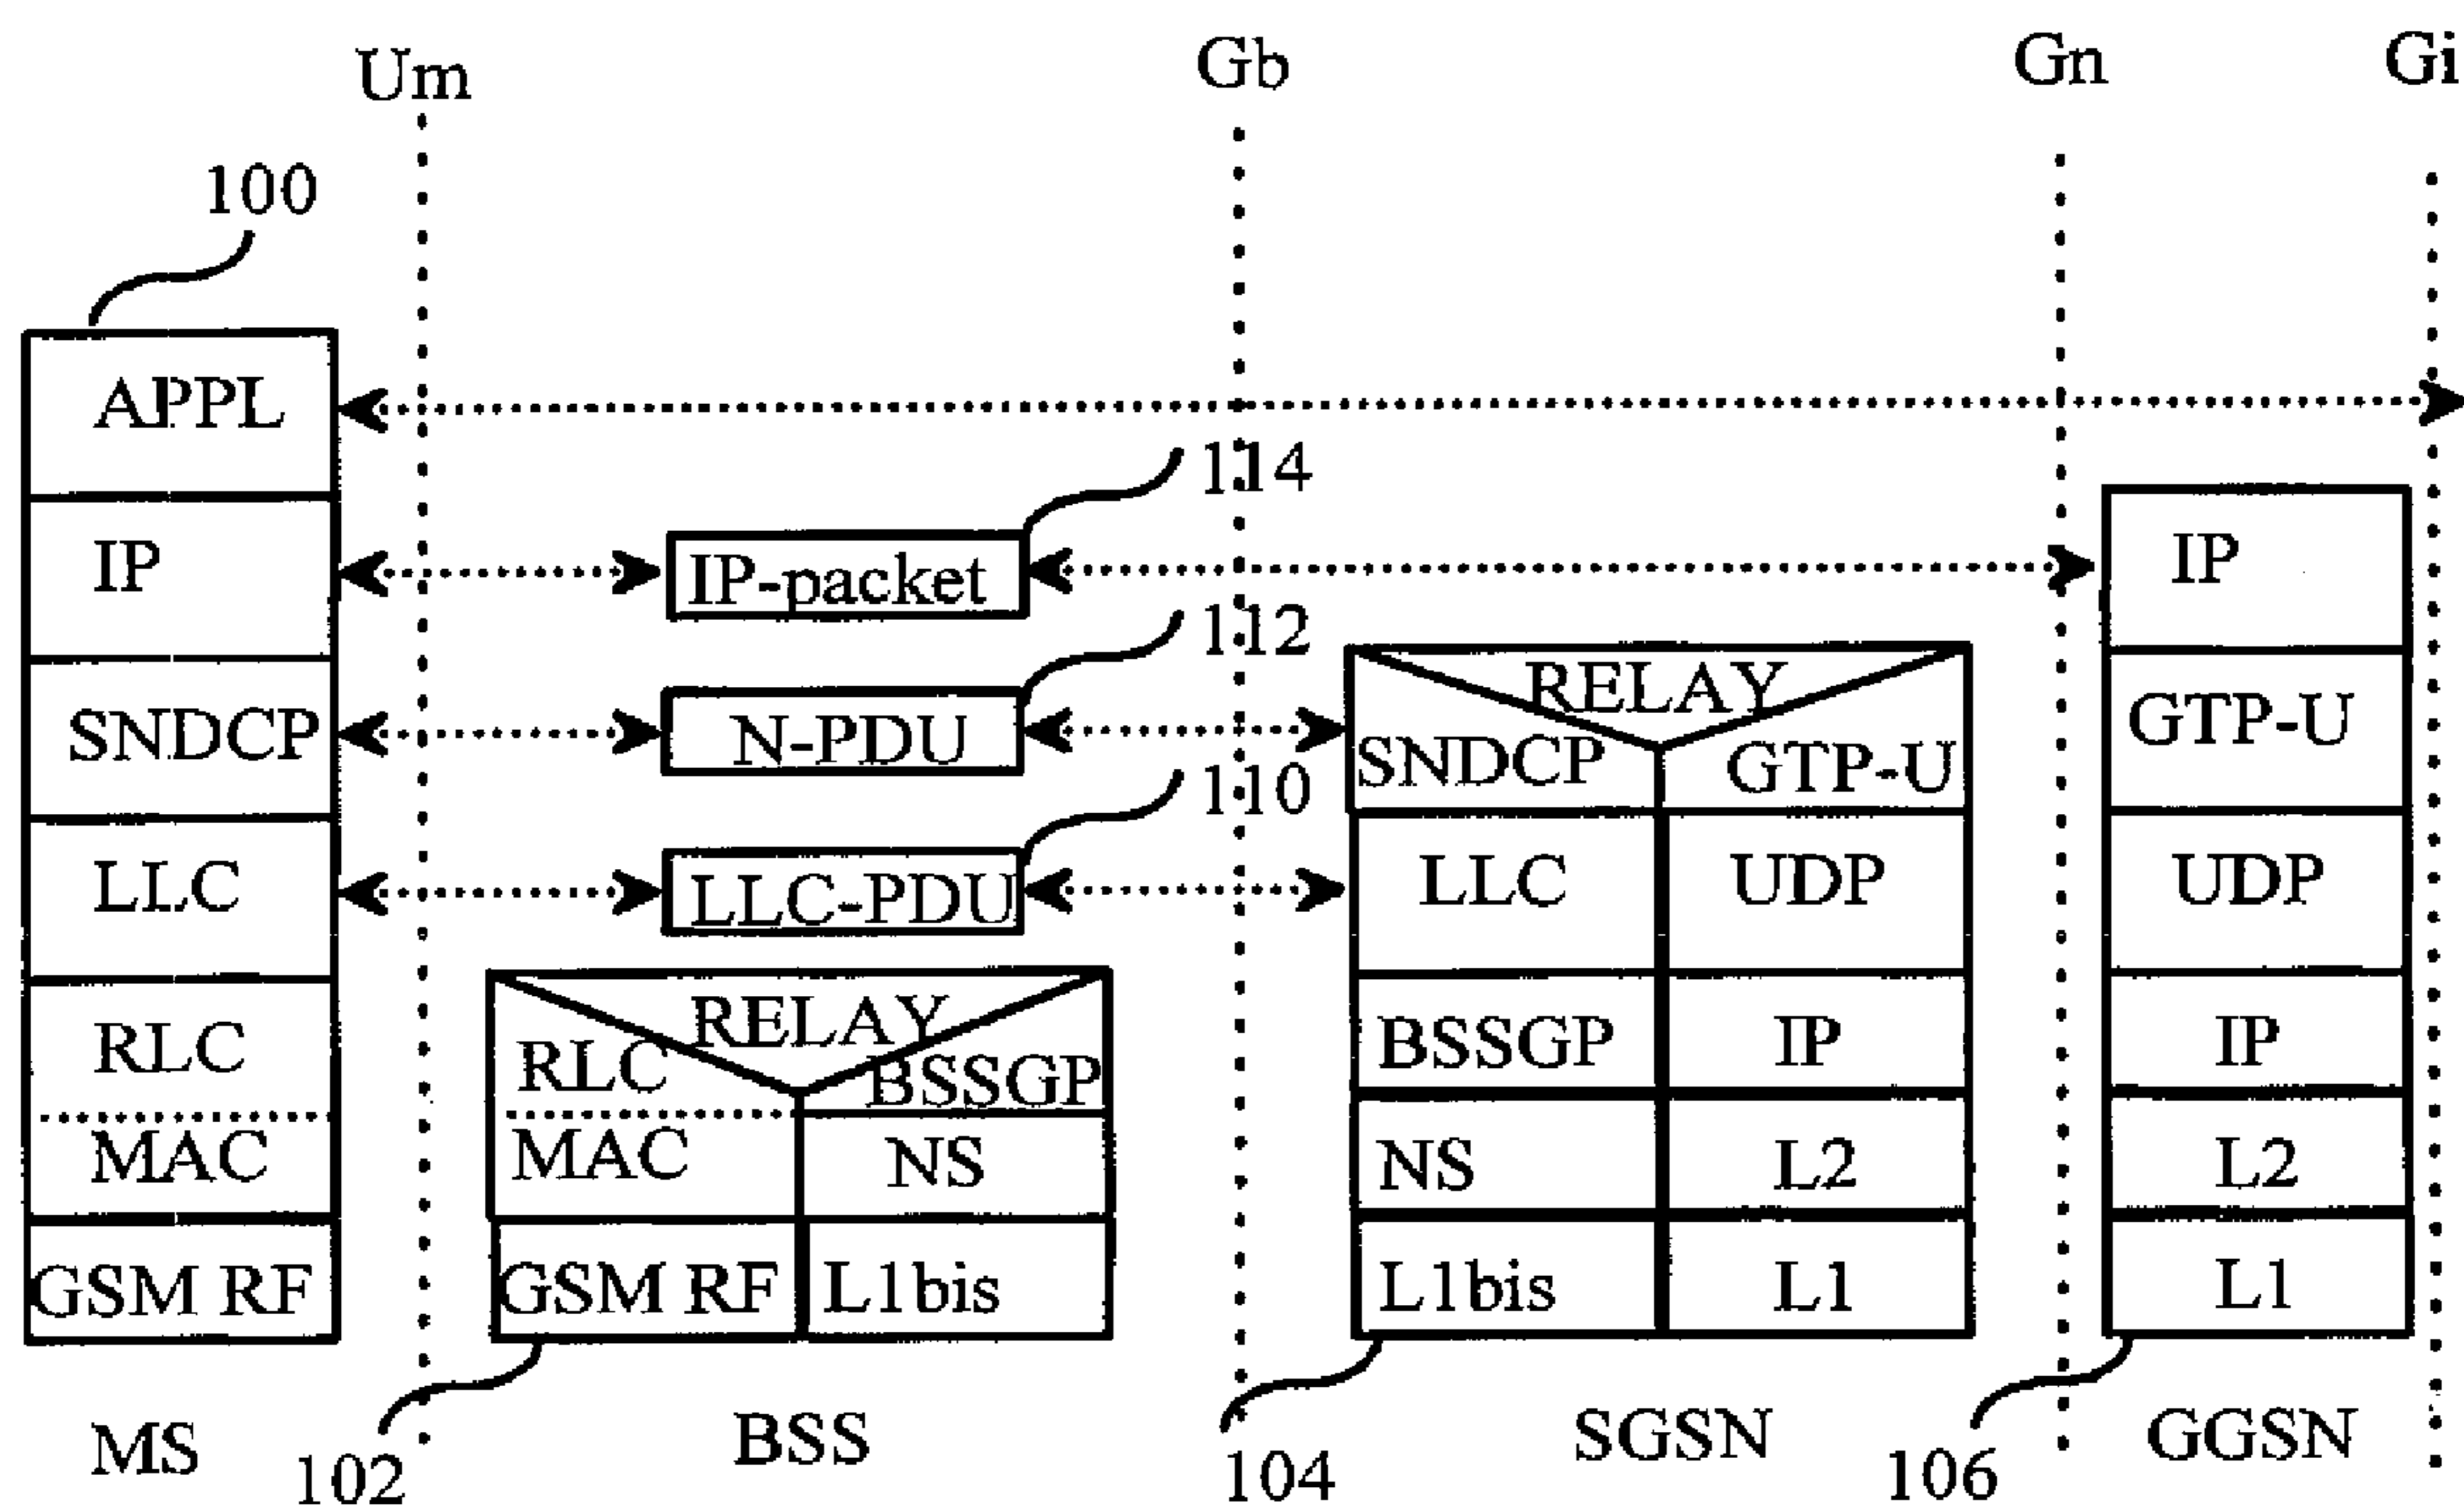 Um
Gb
Gn
Gi
100
APPL
IP
SNDCP
LLC
RLC
MAC
GSM RF
MS
114
IP-packet
112
N-PDU
110
LLC-PDU
RELAY
RLC
BSSGP
MAC
NS
GSM RF
L1bis
102
BSS
RELAY
SNDCP
GTP-U
LLC
UDP
BSSGP
IP
NS
L2
L1bis
L1
104
SGSN
IP
GTP-U
UDP
IP
L2
L1
106
GGSN